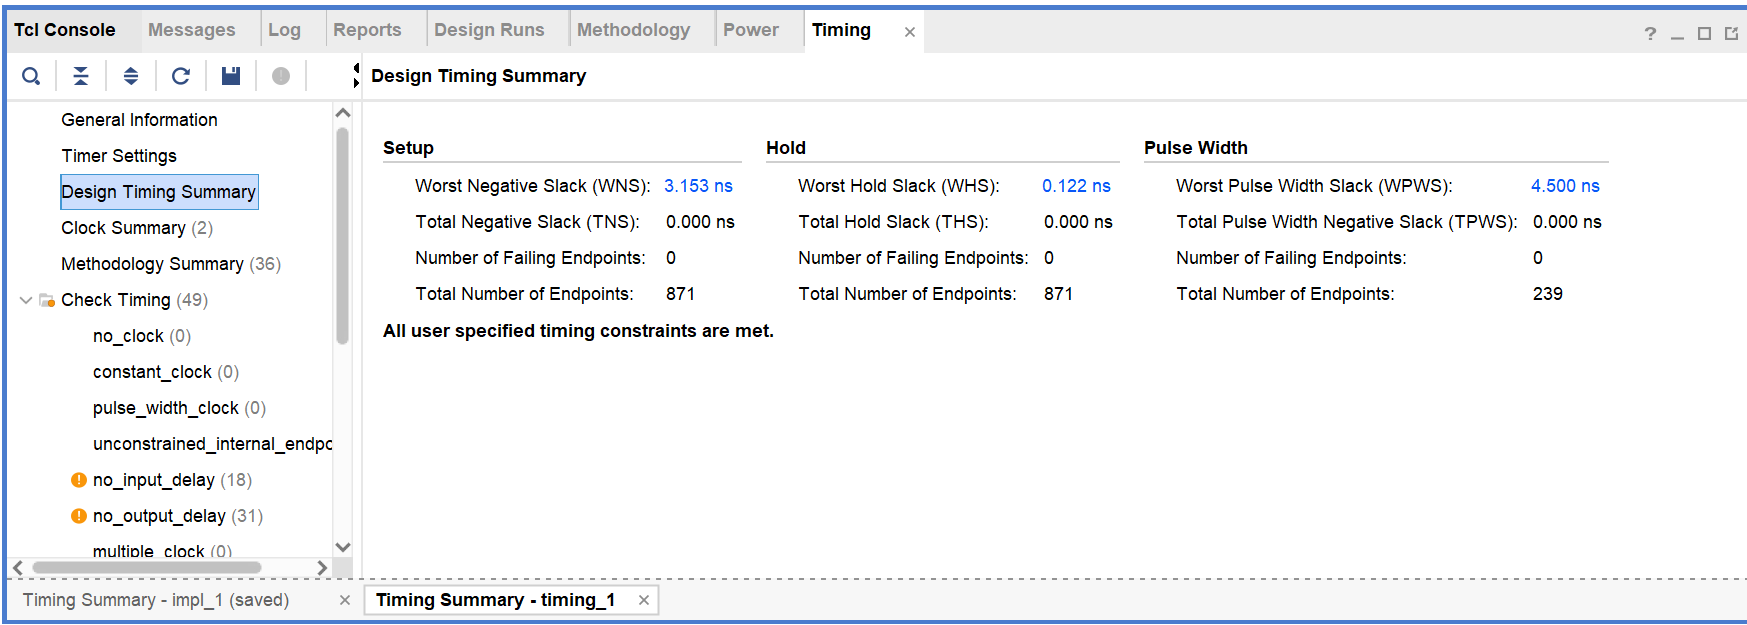 Tcl Console Messages Log Reports Design Runs Methodology Power Timing × ?
Design Timing Summary
General Information
Timer Settings
Design Timing Summary
Clock Summary (2)
Methodology Summary (36)
Check Timing (49)
no_clock (0)
constant_clock (0)
pulse_width_clock (0)
unconstrained_internal_endpo
no_input_delay (18)
no_output_delay (31)
multiple_clock (0)
Setup Hold Pulse Width
Worst Negative Slack (WNS): 3.153 ns Worst Hold Slack (WHS): 0.122 ns Worst Pulse Width Slack (WPWS): 4.500 ns
Total Negative Slack (TNS): 0.000 ns Total Hold Slack (THS): 0.000 ns Total Pulse Width Negative Slack (TPWS): 0.000 ns
Number of Failing Endpoints: 0 Number of Failing Endpoints: 0 Number of Failing Endpoints: 0
Total Number of Endpoints: 871 Total Number of Endpoints: 871 Total Number of Endpoints: 239
All user specified timing constraints are met.
Timing Summary - impl_1 (saved) × Timing Summary - timing_1 ×